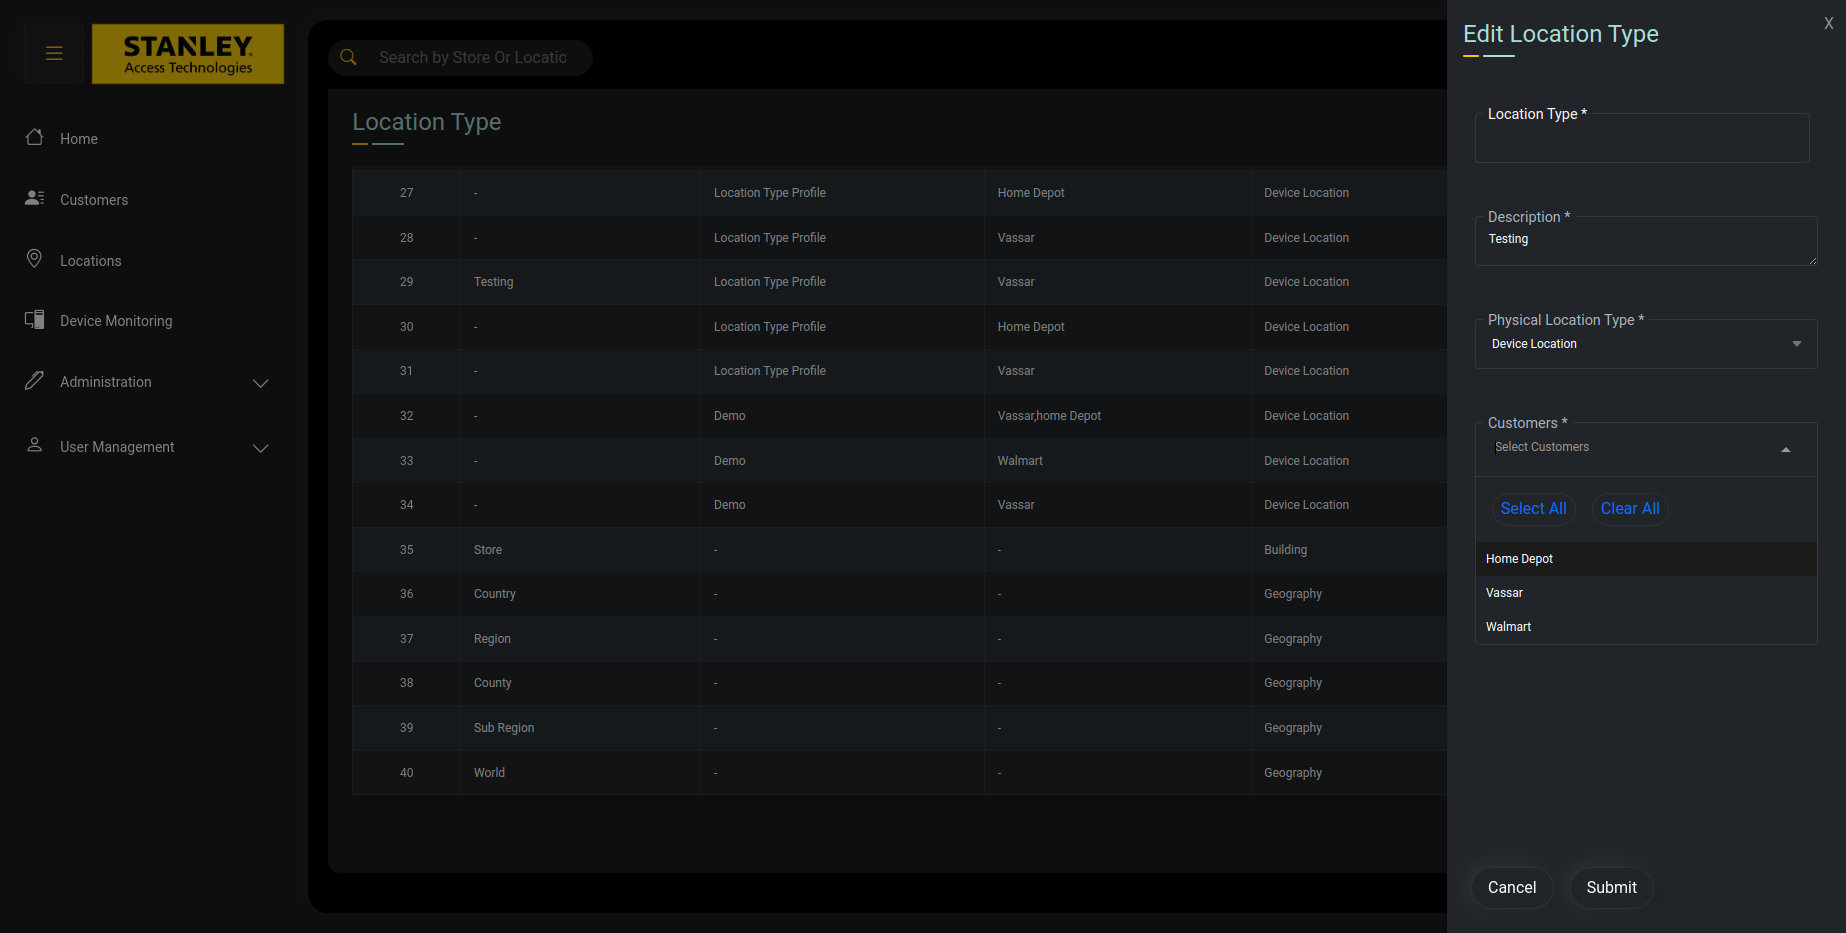 STANLEY.
Access Technologies
Home
Customers
Locations
Device Monitoring
Administration
User Management
Search by Store Or Locatio
Location Type
27 - Location Type Profile Home Depot Device Location
28 - Location Type Profile Vassar Device Location
29 Testing Location Type Profile Vassar Device Location
30 - Location Type Profile Home Depot Device Location
31 - Location Type Profile Vassar Device Location
32 - Demo Vassar,home Depot Device Location
33 - Demo Walmart Device Location
34 - Demo Vassar Device Location
35 Store - - Building
36 Country - - Geography
37 Region - - Geography
38 County - - Geography
39 Sub Region - - Geography
40 World - - Geography
X
Edit Location Type
Location Type *
Description *
Testing
Physical Location Type *
Device Location
Customers *
Select Customers
Select All Clear All
Home Depot
Vassar
Walmart
Cancel Submit